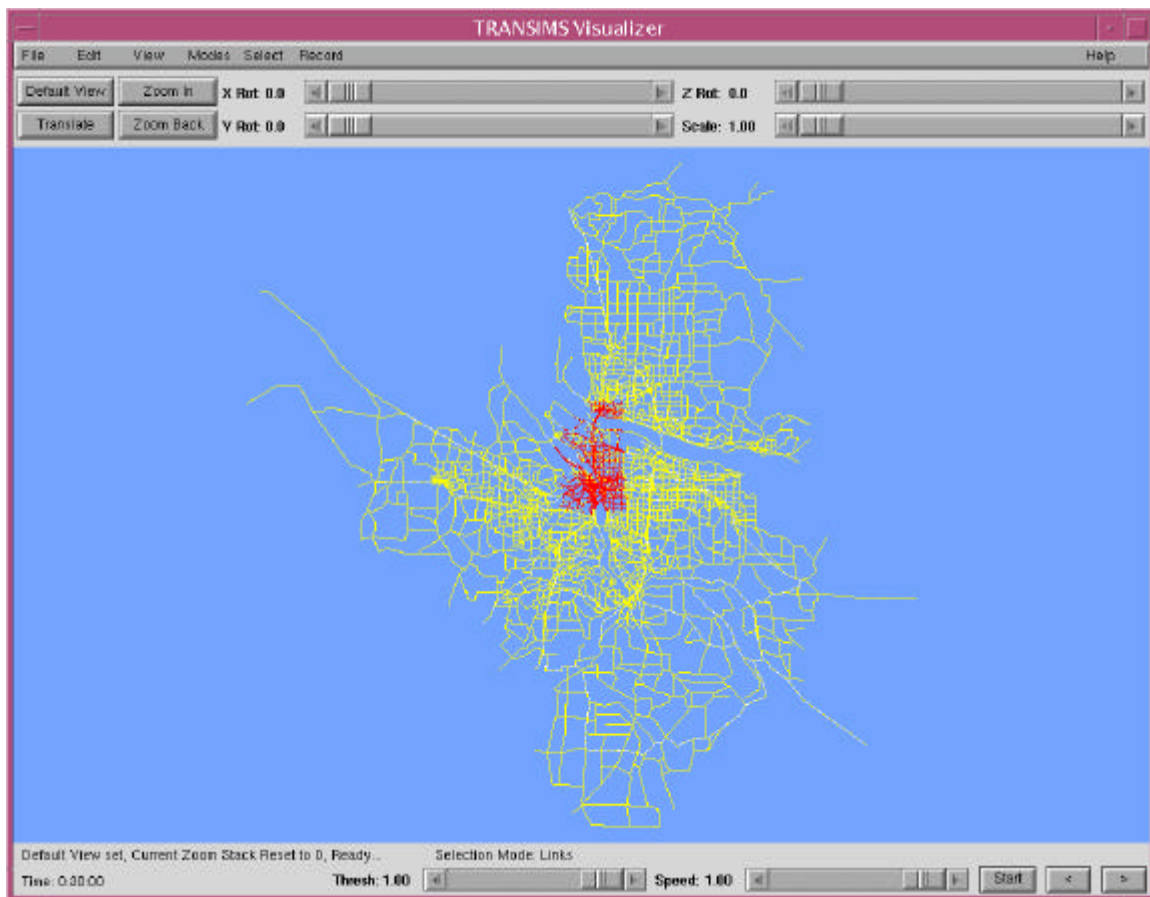 TRANSIMS Visualizer
File Edit View Modes Select Record Help
Default View Zoom In X Rot: 0.0 Z Rot: 0.0
Translate Zoom Back Y Rot: 0.0 Scale: 1.00
Default View set, Current Zoom Stack Reset to 0, Ready... Selection Mode: Links
Time: 0:30:00 Thresh: 1.00 Speed: 1.00 Start < >